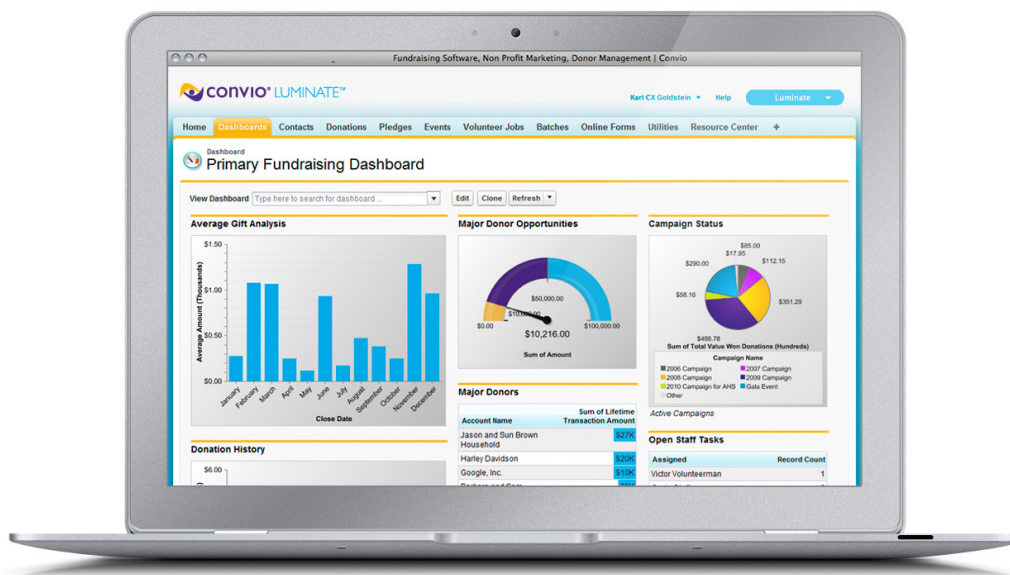 Fundraising Software, Non Profit Marketing, Donor Management | Convio
CONVIO® LUMINATE™
Karl CX Goldstein Help Luminate
Home Dashboards Contacts Donations Pledges Events Volunteer Jobs Batches Online Forms Utilities Resource Center +
Dashboard
Primary Fundraising Dashboard
View Dashboard Type here to search for dashboard ... Edit Clone Refresh
Average Gift Analysis
$1.50
$1.00
$0.50
$0.00
Average Amount (Thousands)
January February March April May June July August September October November December
Close Date
Donation History
$6.00
Major Donor Opportunities
$50,000.00
$10,000.00
$0.00 $100,000.00
$10,216.00
Sum of Amount
Major Donors
Sum of Lifetime
Account Name Transaction Amount
Jason and Sun Brown $27K
Household
Harley Davidson $20K
Google, Inc. $10K
Campaign Status
$85.00
$17.95
$290.00 $112.15
$58.16 $351.29
$488.78
Sum of Total Value Won Donations (Hundreds)
Campaign Name
2006 Campaign 2007 Campaign
2008 Campaign 2009 Campaign
2010 Campaign for AHS Gala Event
Other
Active Campaigns
Open Staff Tasks
Assigned Record Count
Victor Volunteerman 1